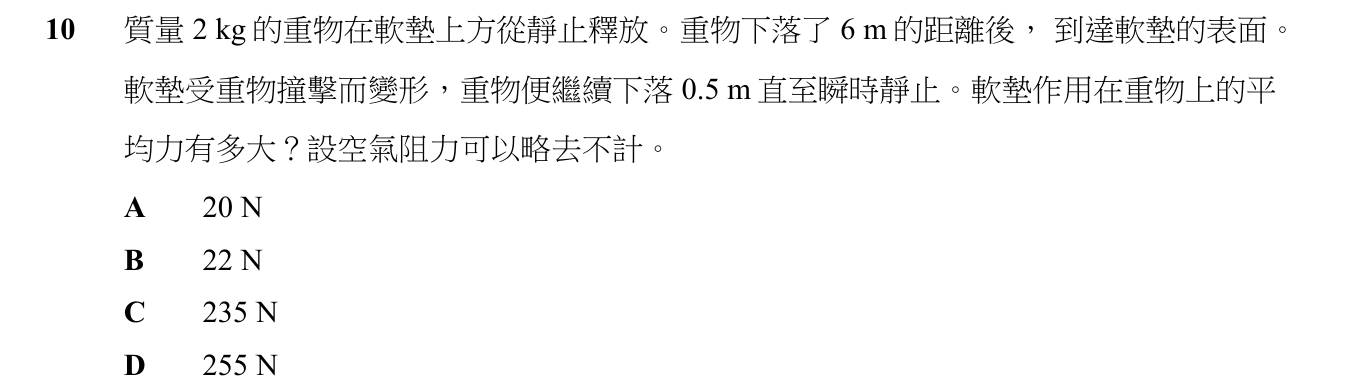 10 質量 2 kg 的重物在軟墊上方從靜止釋放。重物下落了 6 m 的距離後， 到達軟墊的表面。
軟墊受重物撞擊而變形，重物便繼續下落 0.5 m 直至瞬時靜止。軟墊作用在重物上的平
均力有多大？設空氣阻力可以略去不計。
A 20 N
B 22 N
C 235 N
D 255 N